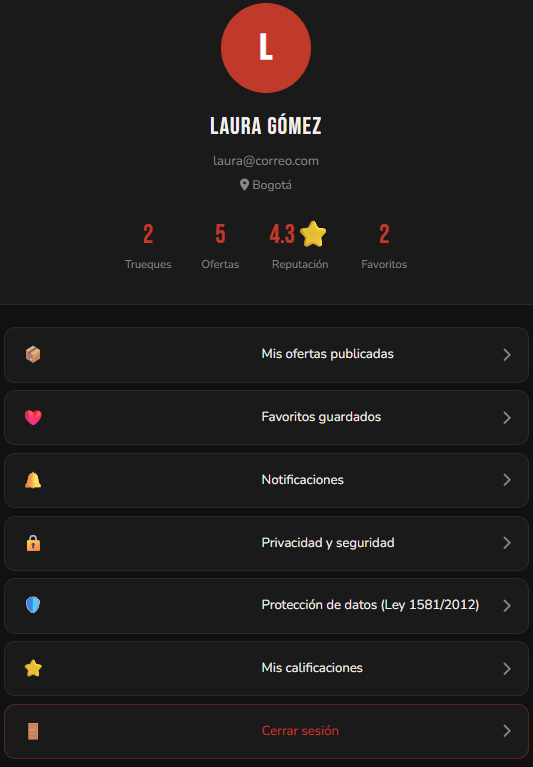 L
LAURA GÓMEZ
laura@correo.com
Bogotá
2 5 4.3 ⭐ 2
Trueques Ofertas Reputación Favoritos
Mis ofertas publicadas
Favoritos guardados
Notificaciones
Privacidad y seguridad
Protección de datos (Ley 1581/2012)
Mis calificaciones
Cerrar sesión